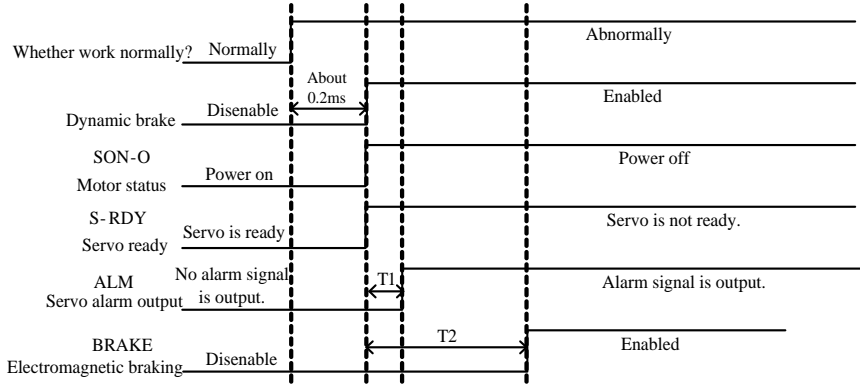 Whether work normally? Normally Abnormally
About
0.2ms
Dynamic brake Disenable Enabled
SON-O
Motor status Power on Power off
S-RDY
Servo ready Servo is ready Servo is not ready.
ALM No alarm signal T1 Alarm signal is output.
Servo alarm output is output.
BRAKE T2 Enabled
Electromagnetic braking Disenable